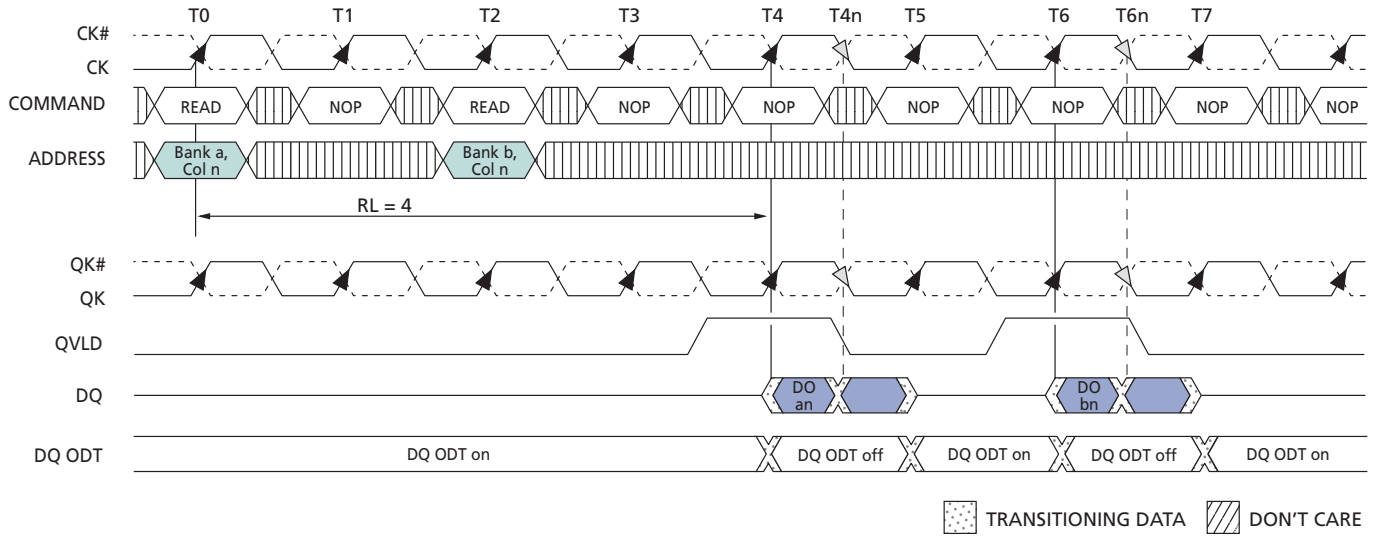 T0 T1 T2 T3 T4 T4n T5 T6 T6n T7
CK#
CK
COMMAND READ NOP READ NOP NOP NOP NOP NOP NOP
ADDRESS Bank a, Col n Bank b, Col n
RL = 4
QK#
QK
QVLD
DQ DO an DO bn
DQ ODT DQ ODT on DQ ODT off DQ ODT on DQ ODT off DQ ODT on
TRANSITIONING DATA DON'T CARE